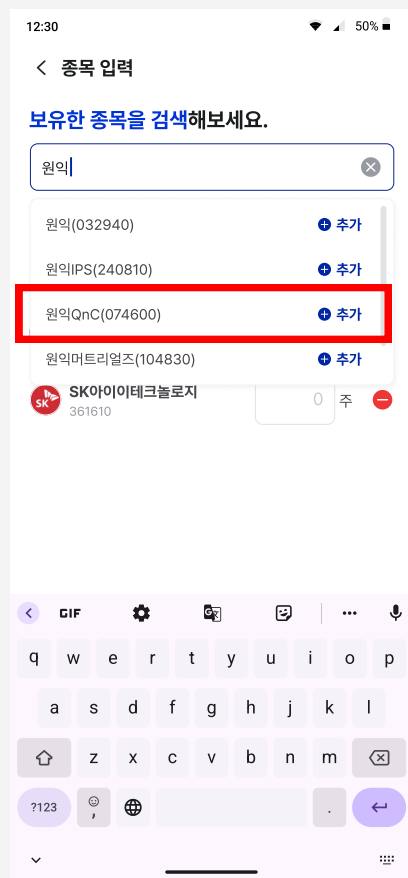 12:30
50%
종목 입력
보유한 종목을 검색해보세요.
원익
원익(032940) 추가
원익IPS(240810) 추가
원익QnC(074600) 추가
원익머트리얼즈(104830) 추가
SK SK아이이테크놀로지
361610
0 주
GIF
q w e r t y u i o p
a s d f g h j k l
z x c v b n m
?123 , .